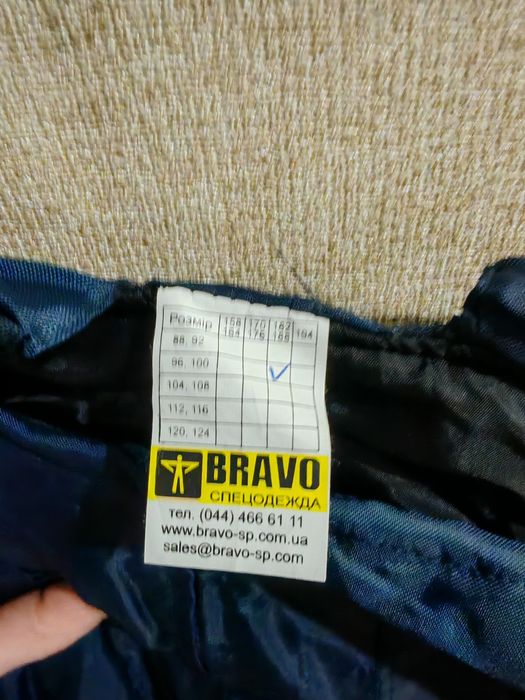 Розмір 158 170 182 194
164 176 188
88, 92
96, 100
104, 108
112, 116
120, 124
BRAVO
СПЕЦОДЕЖДА
тел. (044) 466 61 11
www.bravo-sp.com.ua
sales@bravo-sp.com